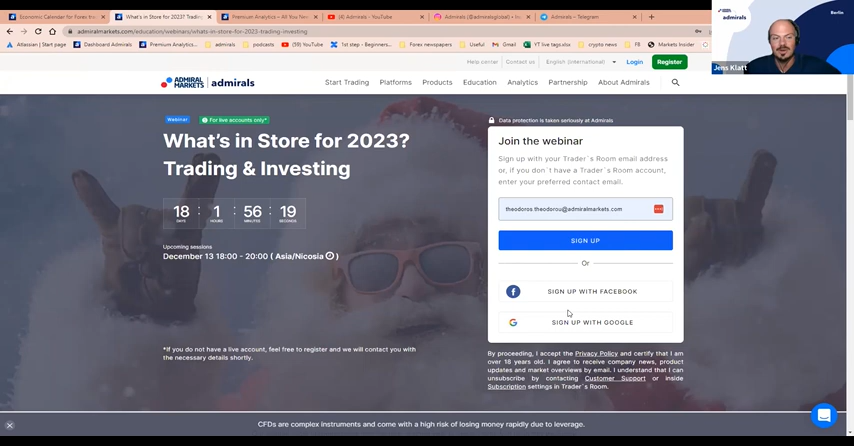 Economic Calendar for Forex In
What's in Store for 2023? Tradin
Premium Analytics – All You Nee
(4) Admirals - YouTube
Admirals (@admiralsglobal) • Ins
Admirals – Telegram
admiralmarkets.com/education/webinars/whats-in-store-for-2023-trading-investing
Atlassian | Start page
Dashboard Admirals
Premium Analytics...
ADMIRALS
podcasts
(59) YouTube
1st step - Beginners...
Forex newspapers
Useful
YT live tags.xlsx
crypto news
FB
Markets Insider
admirals
Berlin
Jens Klatt
Help center
Contact us
English (International)
Login
Register
ADMIRAL MARKETS
admirals
Start Trading
Platforms
Products
Education
Analytics
Partnership
About Admirals
Webinar
For live accounts only*
What's in Store for 2023?
Trading & Investing
18 : 1 : 56 : 19
DAYS HOURS MINUTES SECONDS
Upcoming sessions
December 13 18:00 - 20:00 ( Asia/Nicosia )
*If you do not have a live account, feel free to register and we will contact you with
the necessary details shortly.
Data protection is taken seriously at Admirals
Join the webinar
Sign up with your Trader`s Room email address
or, if you don`t have a Trader`s Room account,
enter your preferred contact email.
theodoros.theodorou@admiralmarkets.com
SIGN UP
Or
SIGN UP WITH FACEBOOK
SIGN UP WITH GOOGLE
By proceeding, I accept the Privacy Policy and certify that I am
over 18 years old. I agree to receive company news, product
updates and market overviews by email. I understand that I can
unsubscribe by contacting Customer Support or inside
Subscription settings in Trader`s Room.
CFDs are complex instruments and come with a high risk of losing money rapidly due to leverage.